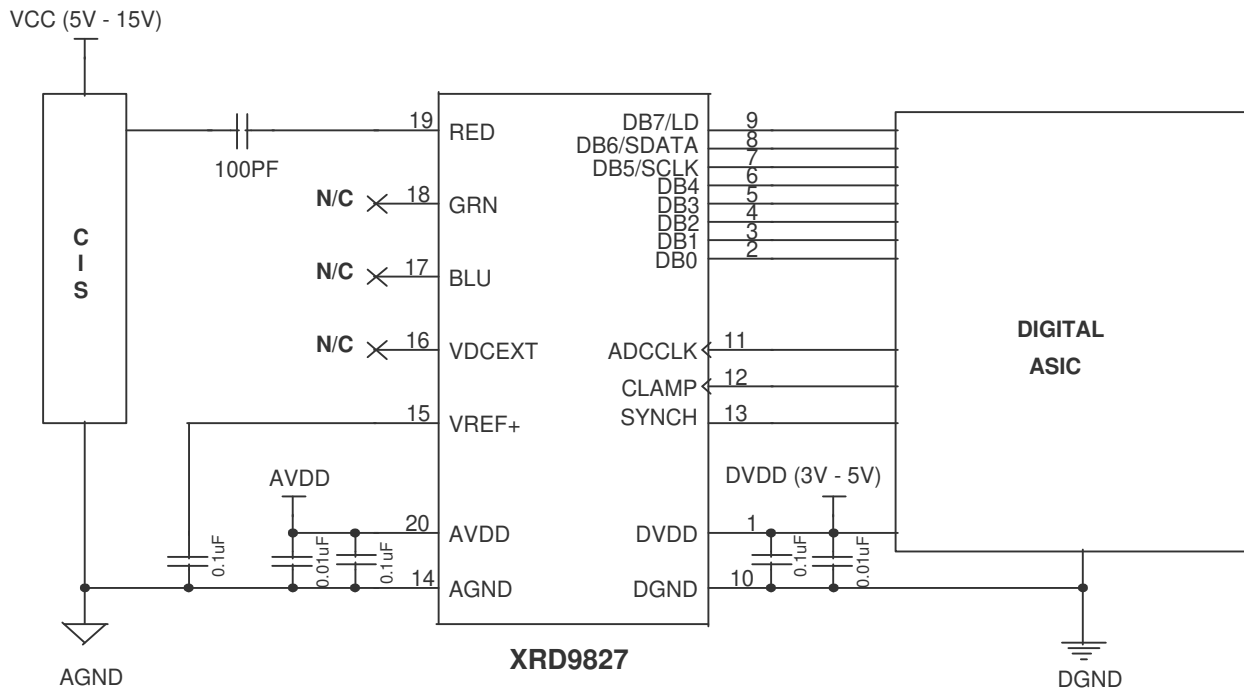 VCC (5V - 15V)
C
I
S
100PF
19
RED
N/C
18
GRN
N/C
17
BLU
N/C
16
VDCEXT
15
VREF+
AVDD
20
AVDD
14
AGND
0.1uF
0.01uF
0.1uF
AGND
DB7/LD
9
DB6/SDATA
8
DB5/SCLK
7
DB4
6
DB3
5
DB2
4
DB1
3
DB0
2
ADCCLK
11
CLAMP
12
SYNCH
13
DVDD (3V - 5V)
DVDD
1
DGND
10
0.1uF
0.01uF
XRD9827
DIGITAL
ASIC
DGND